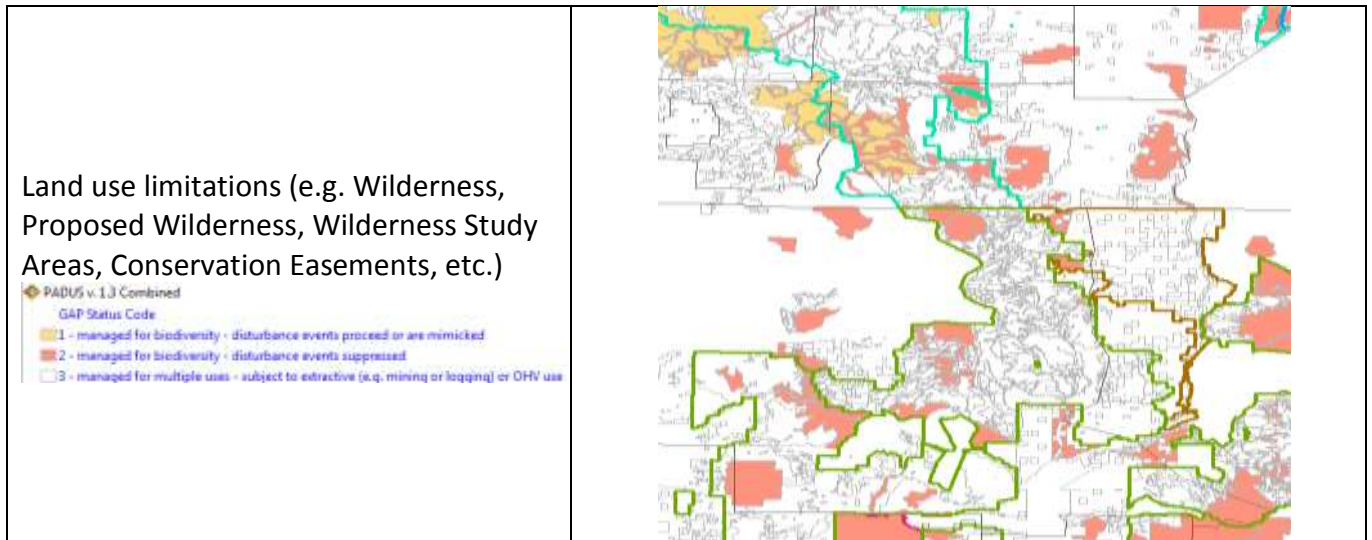 Land use limitations (e.g. Wilderness,
Proposed Wilderness, Wilderness Study
Areas, Conservation Easements, etc.)
PADUS v. 1.3 Combined
GAP Status Code
1 - managed for biodiversity - disturbance events proceed or are mimicked
2 - managed for biodiversity - disturbance events suppressed
3 - managed for multiple uses - subject to extractive (e.g. mining or logging) or OHV use